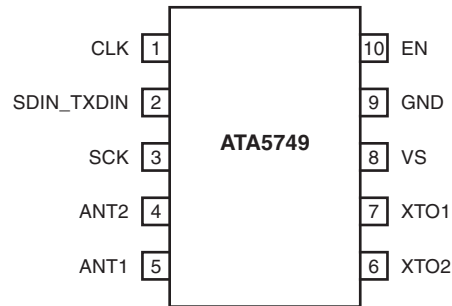 CLK 1 10 EN
SDIN_TXDIN 2 9 GND
ATA5749
SCK 3 8 VS
ANT2 4 7 XTO1
ANT1 5 6 XTO2